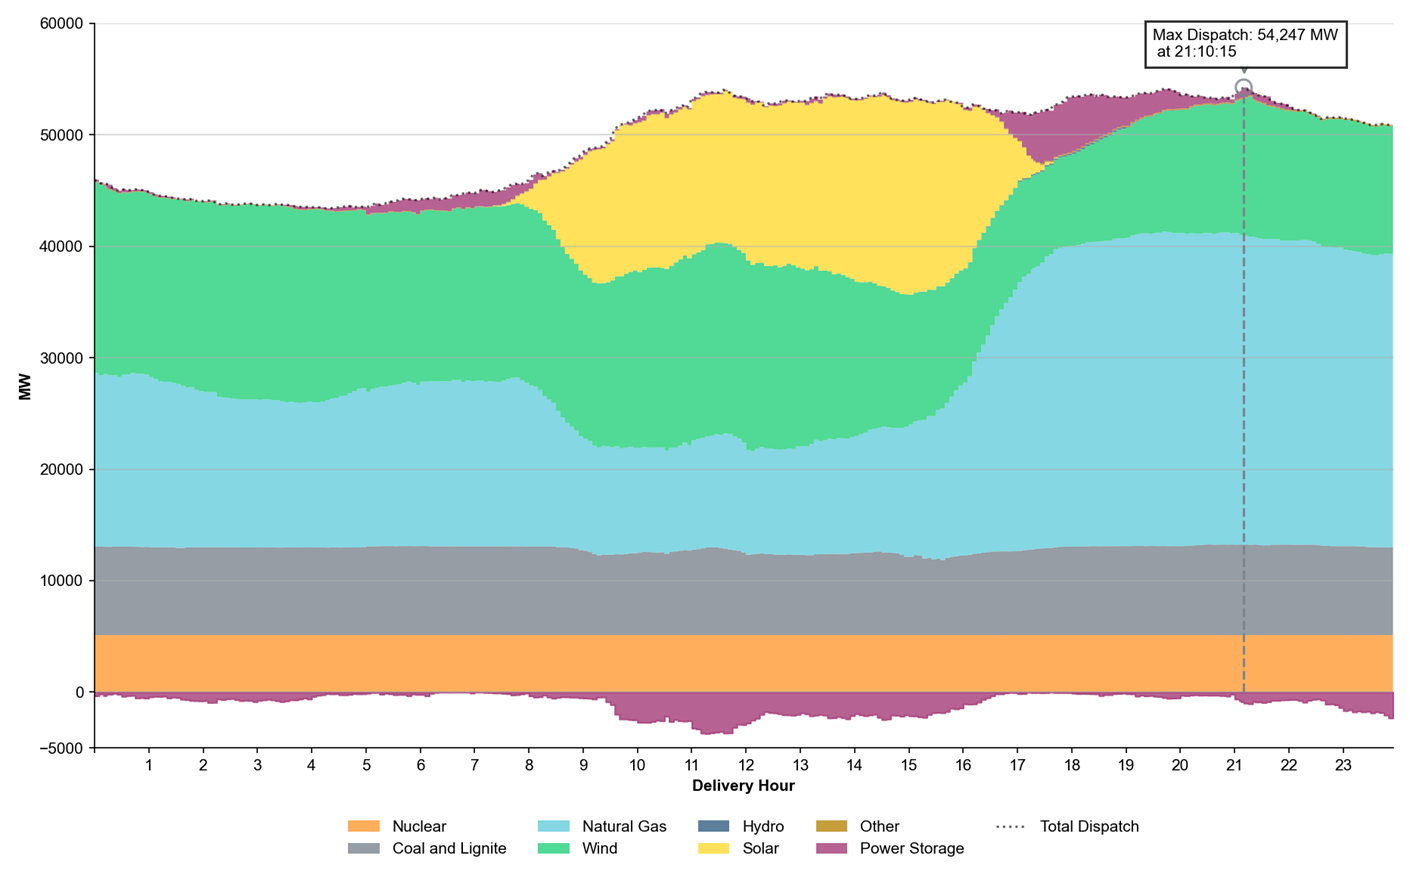 60000
50000
40000
30000
20000
10000
0
−5000
MW
Max Dispatch: 54,247 MW
at 21:10:15
1 2 3 4 5 6 7 8 9 10 11 12 13 14 15 16 17 18 19 20 21 22 23
Delivery Hour
Nuclear Natural Gas Hydro Other Total Dispatch
Coal and Lignite Wind Solar Power Storage